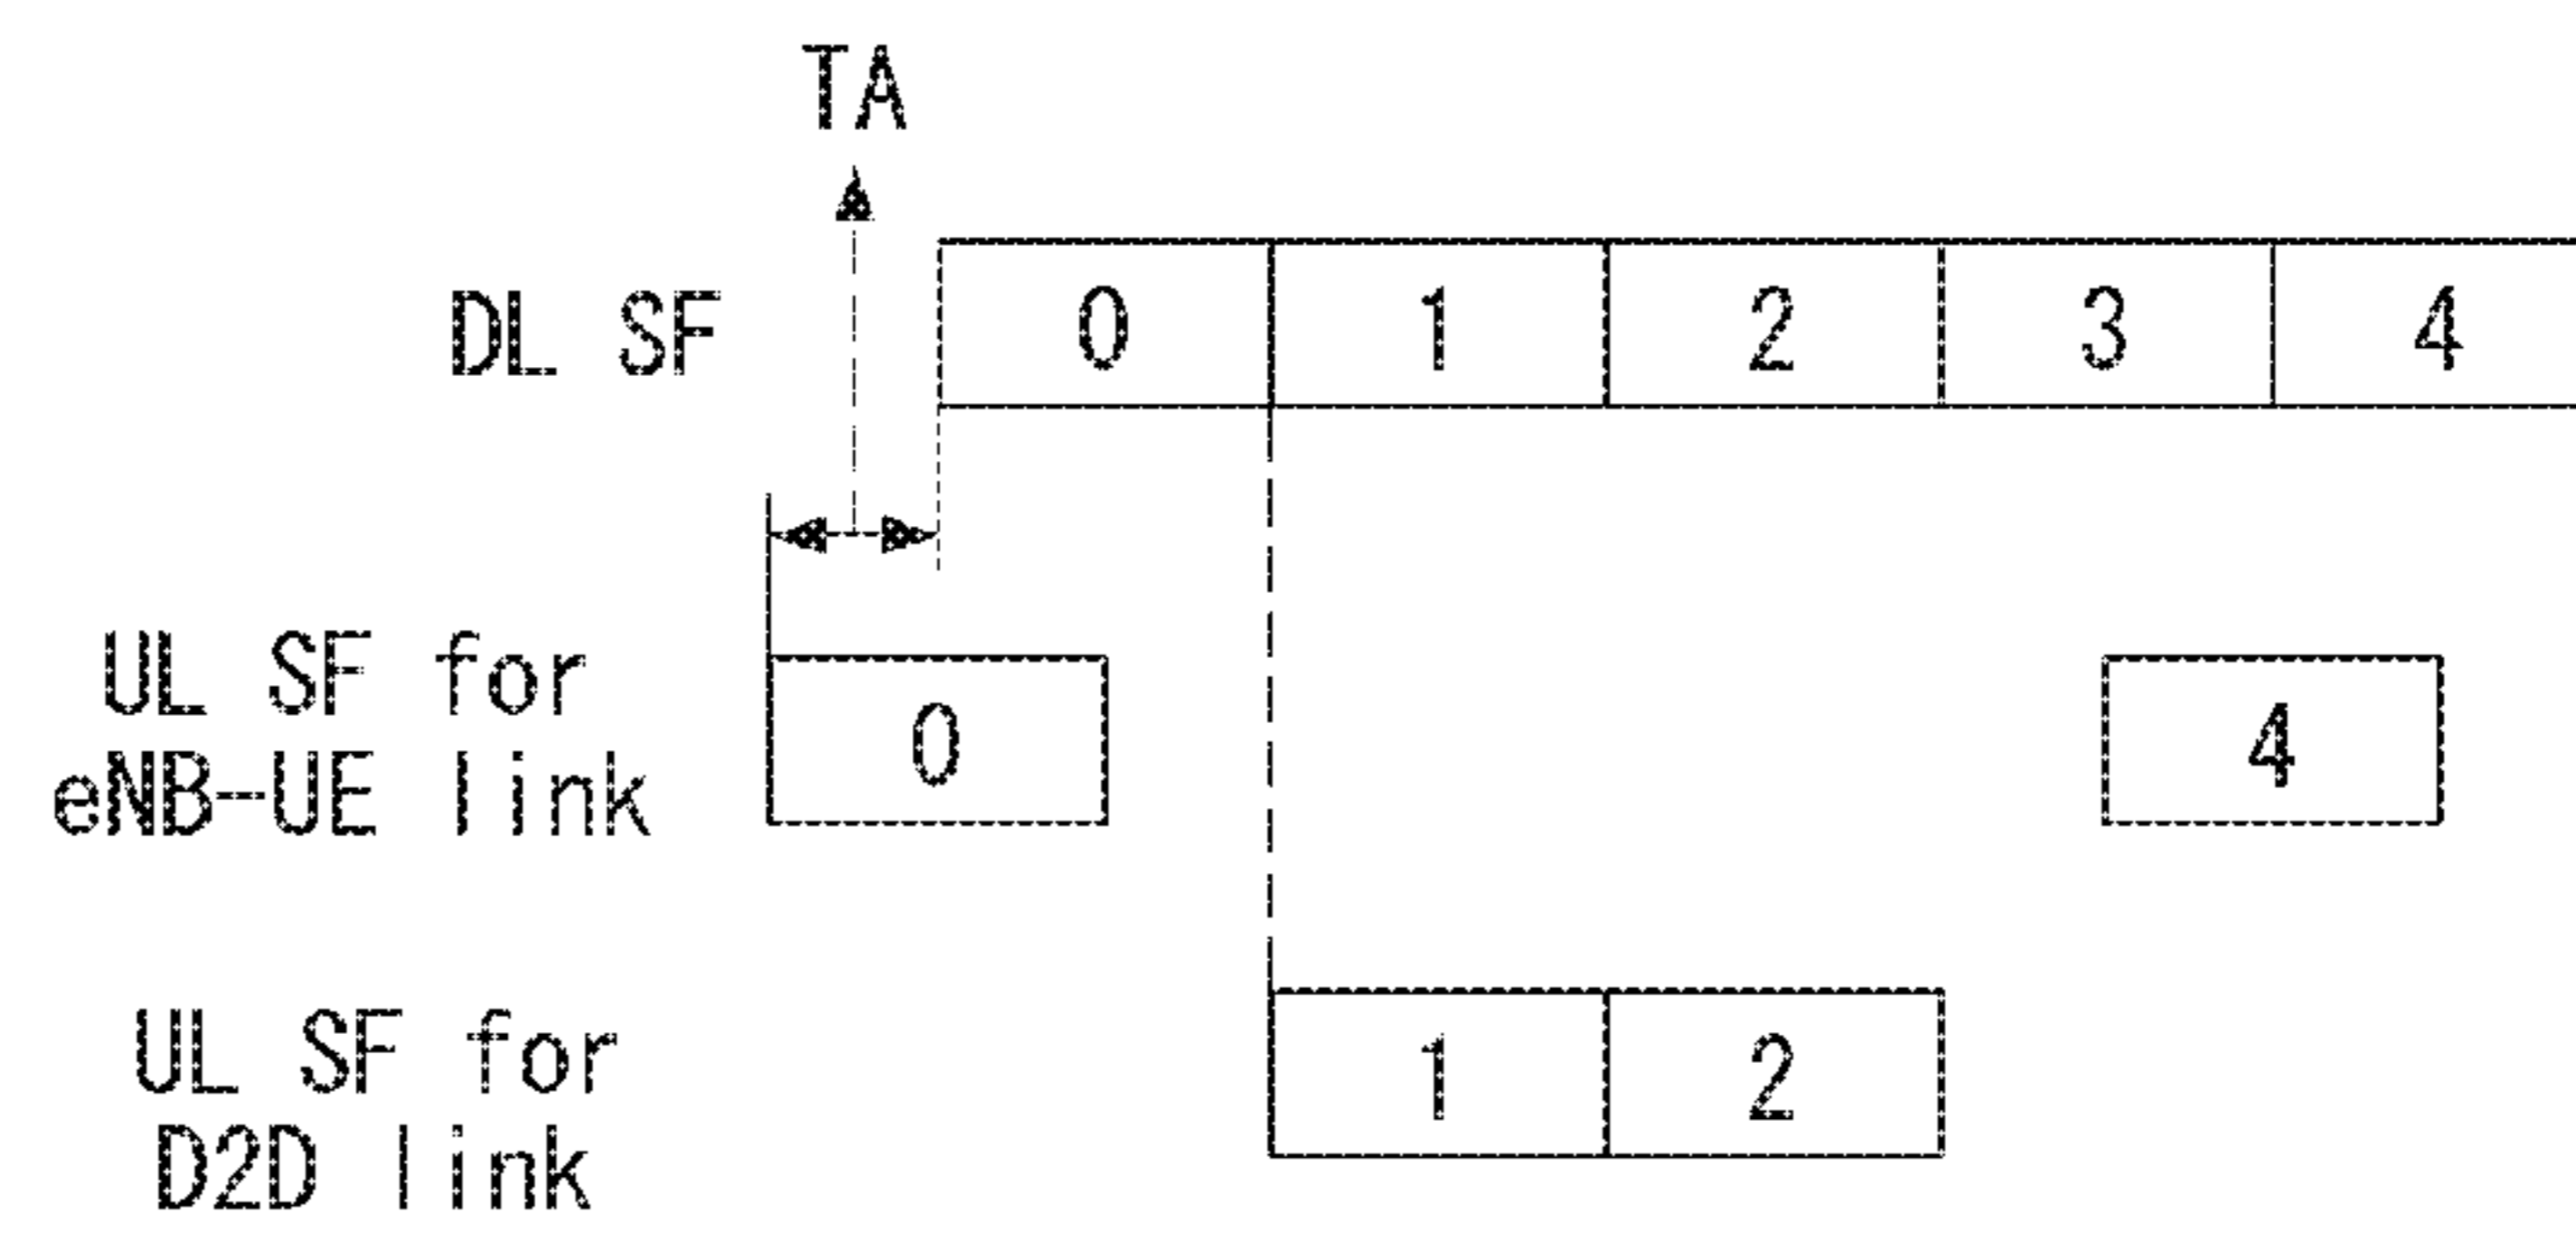 TA
DL SF 0 1 2 3 4
UL SF for
eNB-UE link
0 4
UL SF for
D2D link
1 2